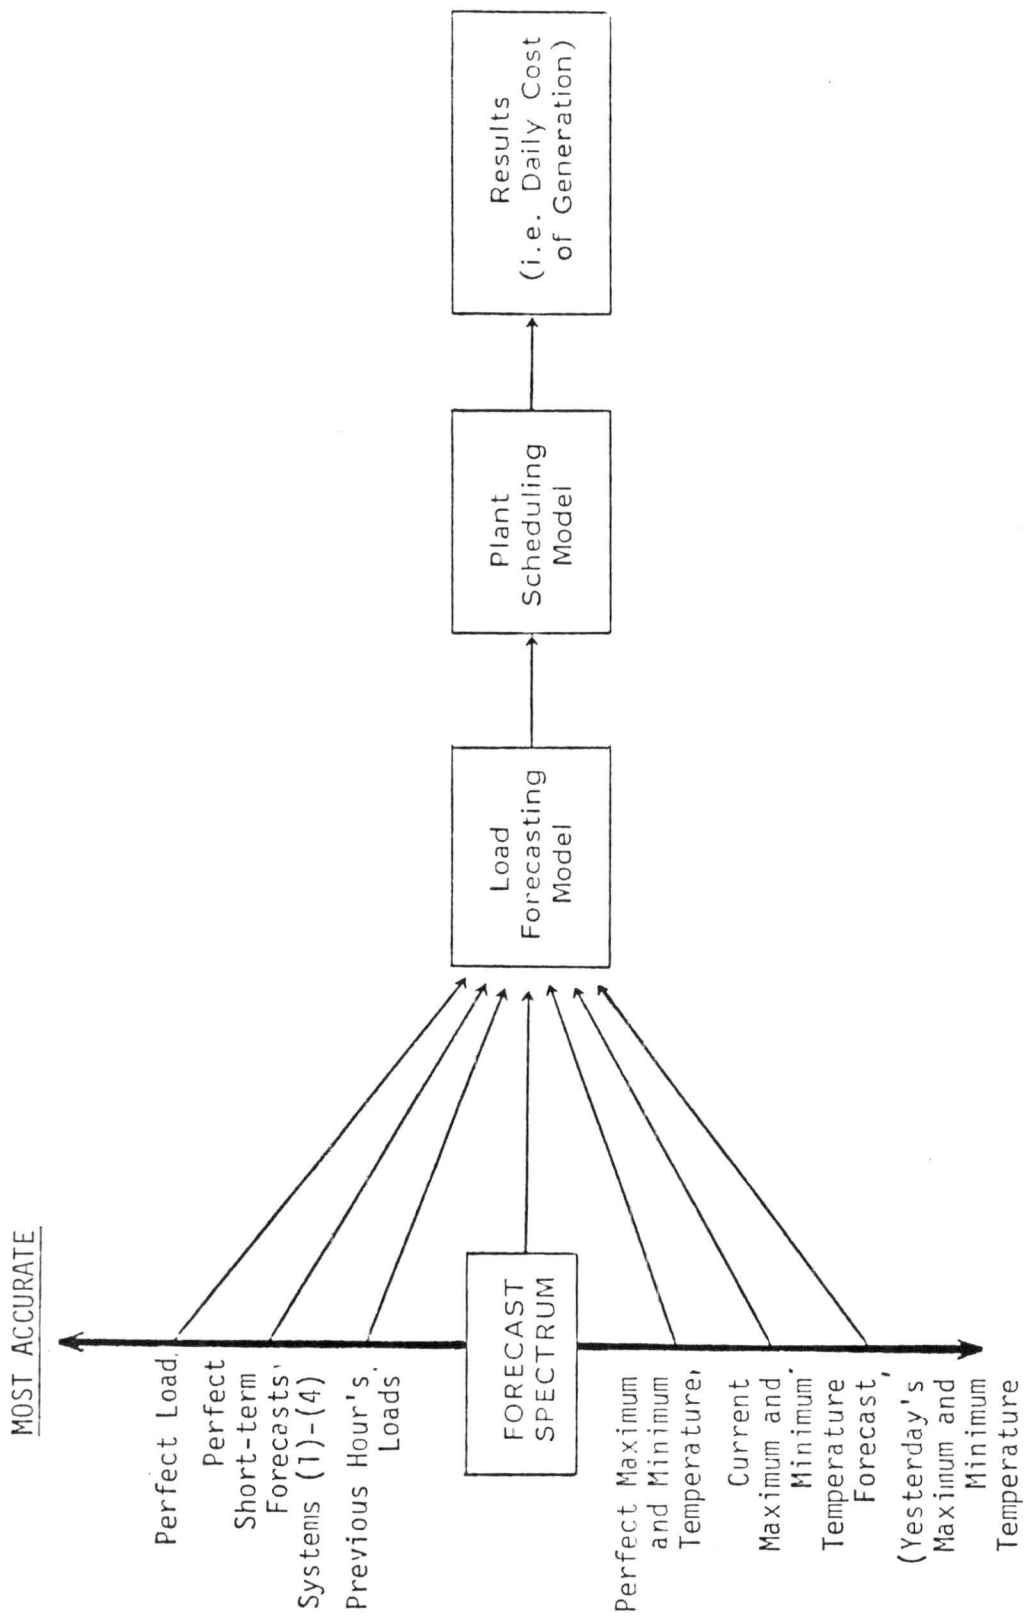 MOST ACCURATE
Perfect Load
Perfect
Short-term
Forecasts,
Systems (1)-(4)
Previous Hour's
Loads
FORECAST
SPECTRUM
Perfect Maximum
and Minimum
Temperature,
Current
Maximum and
Minimum
Temperature
Forecast,
(Yesterday's
Maximum and
Minimum
Temperature
Load
Forecasting
Model
Plant
Scheduling
Model
Results
(i.e. Daily Cost
of Generation)